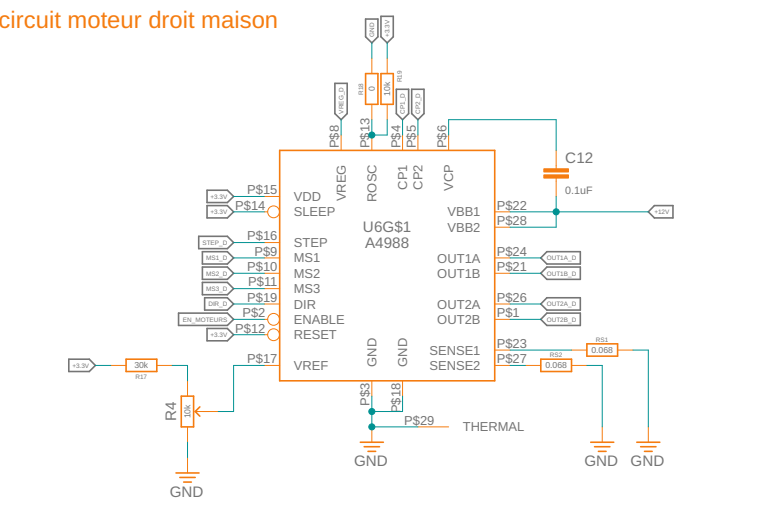 circuit moteur droit maison
GND
+3.3V
R18
0
10k
R19
VREG_D
CP1_D
CP2_D
P$8
P$13
P$4
P$5
P$6
VREG
ROSC
CP1
CP2
VCP
C12
0.1uF
U6G$1
A4988
+3.3V
P$15
VDD
+3.3V
P$14
SLEEP
STEP_D
P$16
STEP
MS1_D
P$9
MS1
MS2_D
P$10
MS2
MS3_D
P$11
MS3
DIR_D
P$19
DIR
EN_MOTEURS
P$2
ENABLE
+3.3V
P$12
RESET
P$17
VREF
VBB1
P$22
+12V
VBB2
P$28
OUT1A
P$24
OUT1A_D
OUT1B
P$21
OUT1B_D
OUT2A
P$26
OUT2A_D
OUT2B
P$1
OUT2B_D
SENSE1
P$23
RS1
0.068
SENSE2
P$27
RS2
0.068
GND
GND
+3.3V
30k
R17
R4
10k
GND
P$3
P$18
P$29
THERMAL
GND
GND
GND